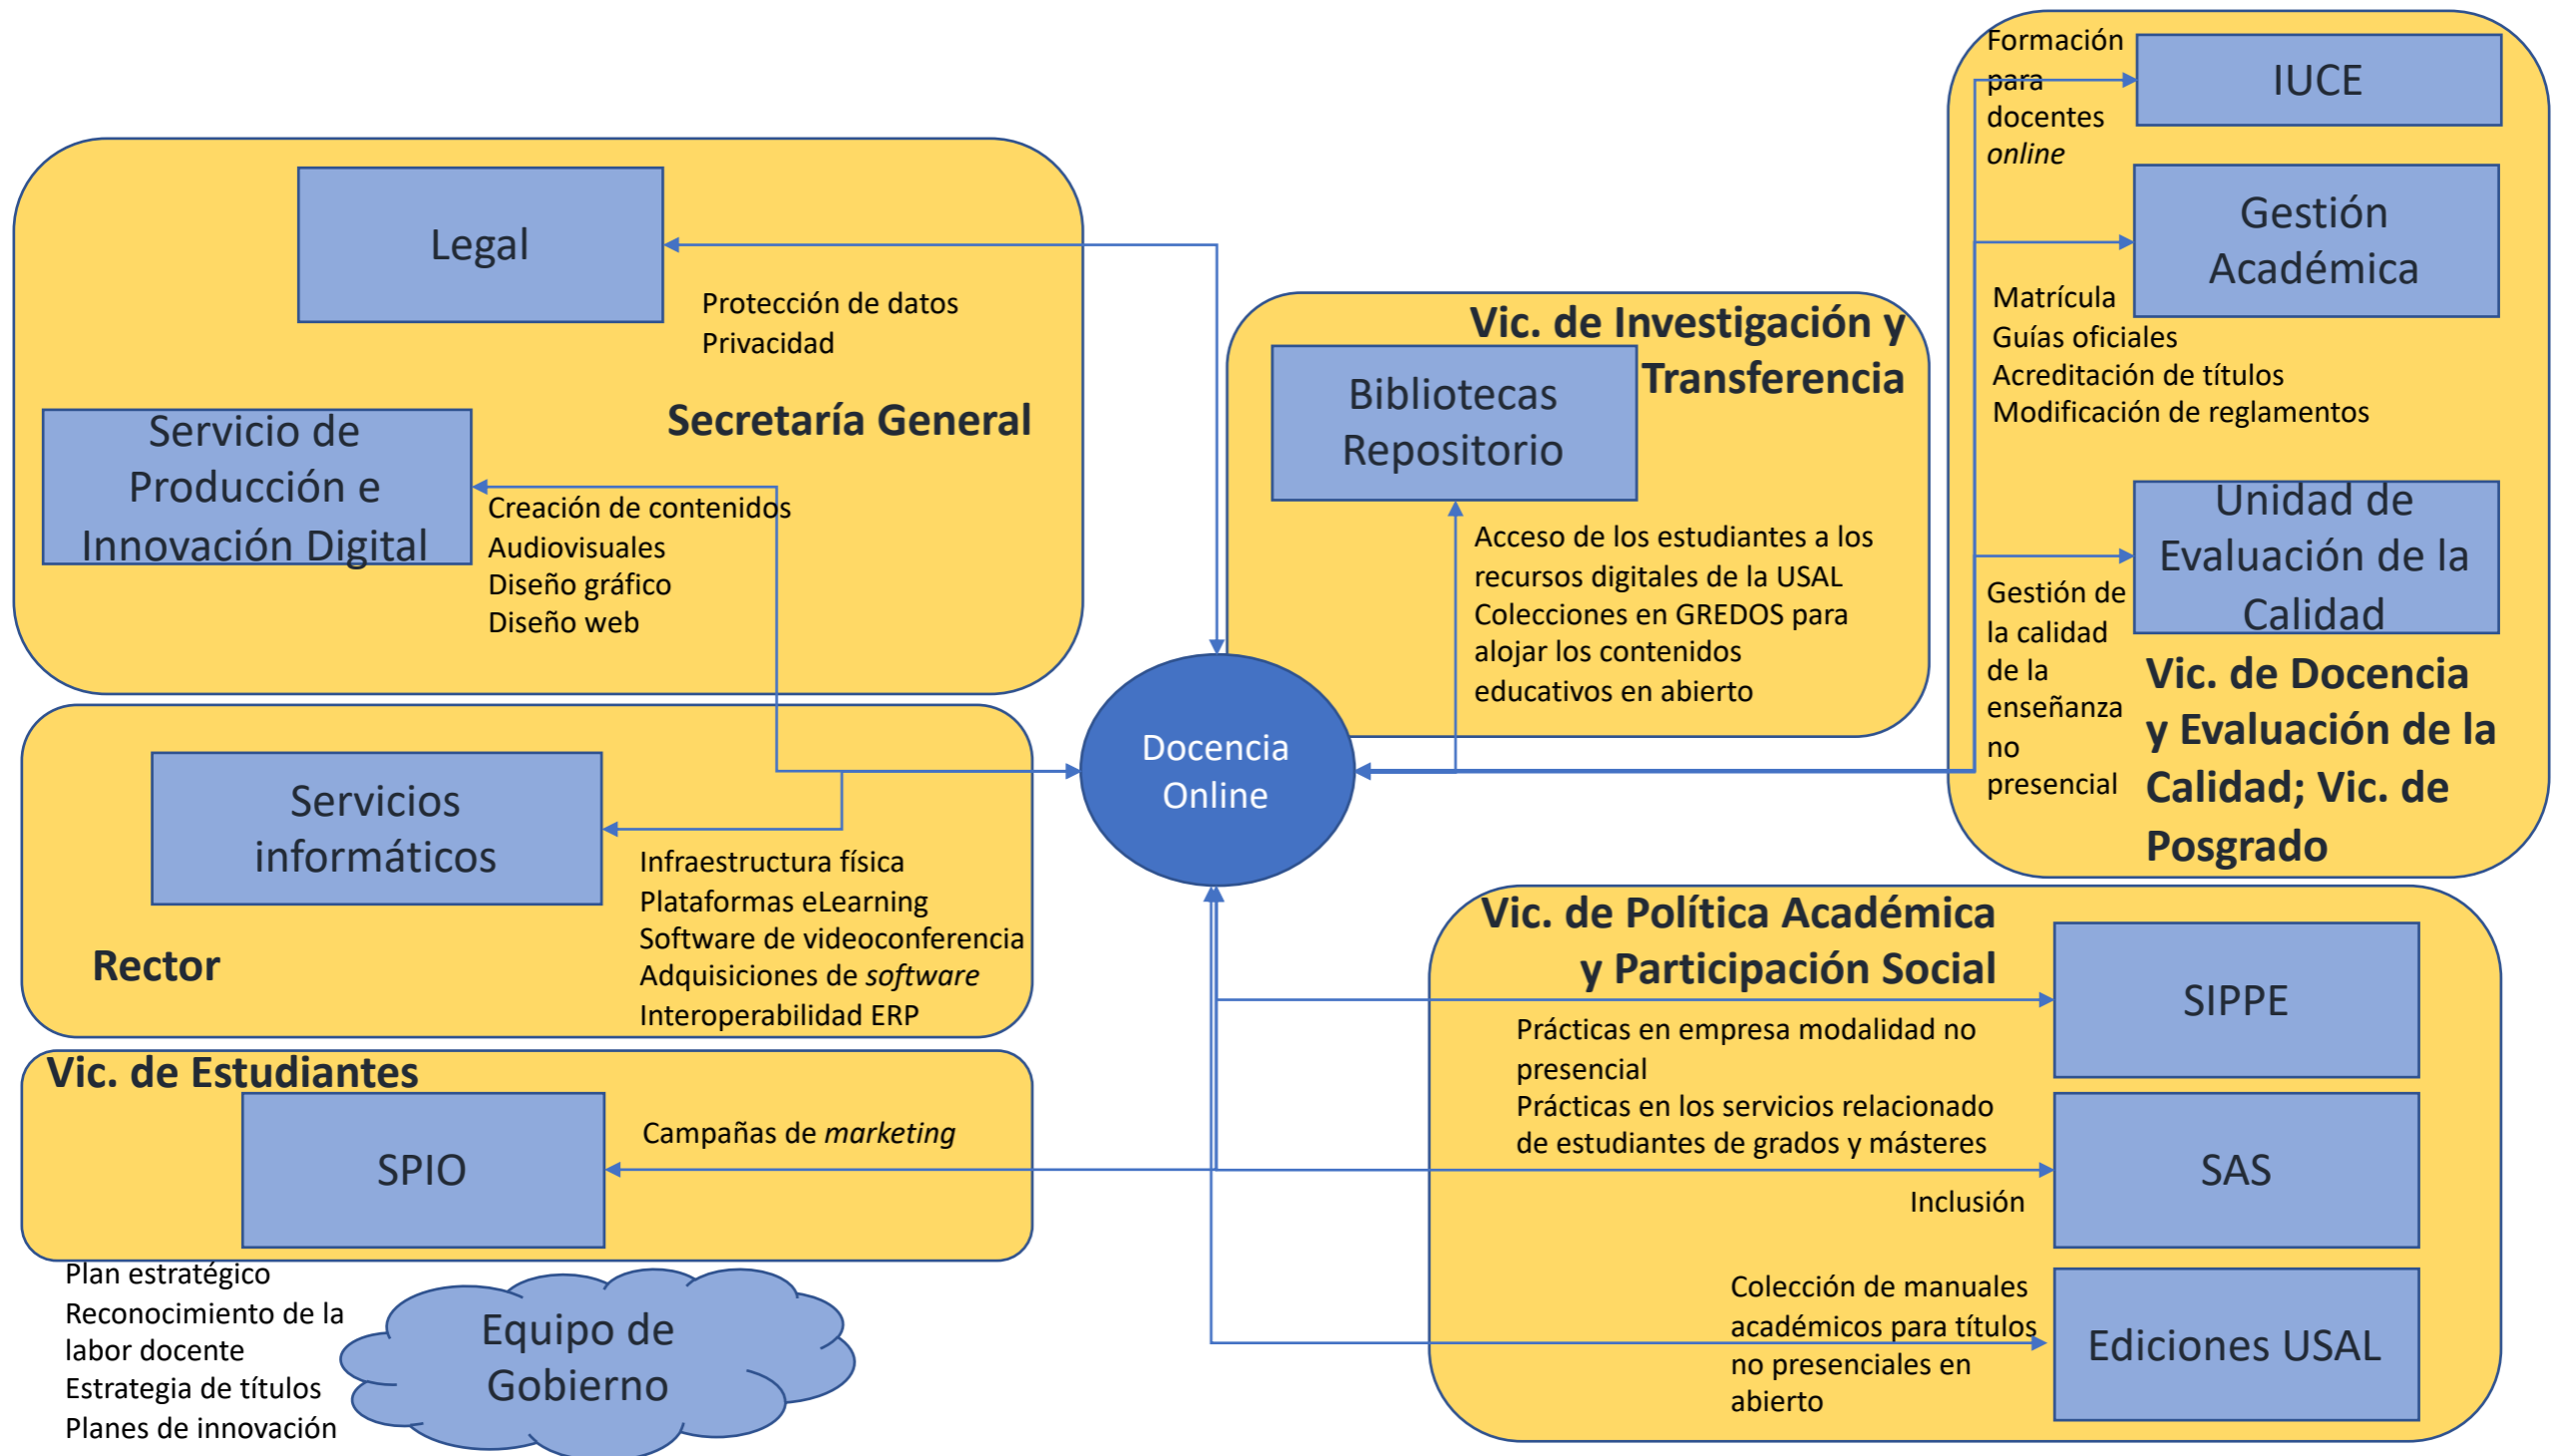 Legal
Protección de datos
Privacidad
Secretaría General
Servicio de
Producción e
Innovación Digital
Creación de contenidos
Audiovisuales
Diseño gráfico
Diseño web
Servicios
informáticos
Infraestructura física
Plataformas eLearning
Software de videoconferencia
Adquisiciones de software
Interoperabilidad ERP
Rector
Vic. de Estudiantes
SPIO
Campañas de marketing
Plan estratégico
Reconocimiento de la
labor docente
Estrategia de títulos
Planes de innovación
Equipo de
Gobierno
Docencia
Online
Vic. de Investigación y
Transferencia
Bibliotecas
Repositorio
Acceso de los estudiantes a los
recursos digitales de la USAL
Colecciones en GREDOS para
alojar los contenidos
educativos en abierto
Formación
para
docentes
online
IUCE
Gestión
Académica
Matrícula
Guías oficiales
Acreditación de títulos
Modificación de reglamentos
Unidad de
Evaluación de la
Calidad
Gestión de
la calidad
de la
enseñanza
no
presencial
Vic. de Docencia
y Evaluación de la
Calidad; Vic. de
Posgrado
Vic. de Política Académica
y Participación Social
SIPPE
Prácticas en empresa modalidad no
presencial
Prácticas en los servicios relacionado
de estudiantes de grados y másteres
SAS
Inclusión
Colección de manuales
académicos para títulos
no presenciales en
abierto
Ediciones USAL